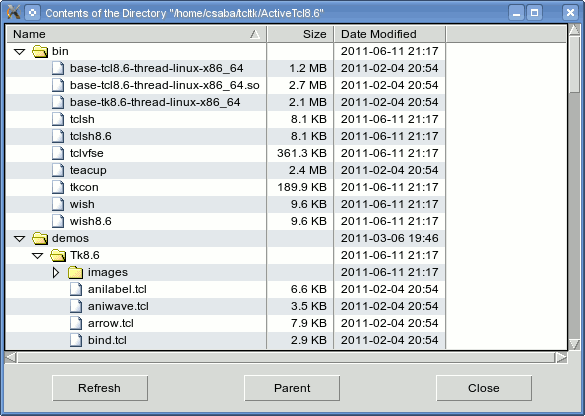 Contents of the Directory "/home/csaba/tcltk/ActiveTcl8.6"
Name Size Date Modified
bin 2011-06-11 21:17
base-tcl8.6-thread-linux-x86_64 1.2 MB 2011-02-04 20:54
base-tcl8.6-thread-linux-x86_64.so 2.7 MB 2011-02-04 20:54
base-tk8.6-thread-linux-x86_64 2.1 MB 2011-02-04 20:54
tclsh 8.1 KB 2011-06-11 21:17
tclsh8.6 8.1 KB 2011-06-11 21:17
tclvfse 361.3 KB 2011-06-11 21:17
teacup 2.4 MB 2011-02-04 20:54
tkcon 189.9 KB 2011-06-11 21:17
wish 9.6 KB 2011-06-11 21:17
wish8.6 9.6 KB 2011-06-11 21:17
demos 2011-03-06 19:46
Tk8.6 2011-06-11 21:17
images 2011-06-11 21:17
anilabel.tcl 6.6 KB 2011-02-04 20:54
aniwave.tcl 3.5 KB 2011-02-04 20:54
arrow.tcl 7.9 KB 2011-02-04 20:54
bind.tcl 2.9 KB 2011-02-04 20:54
Refresh Parent Close